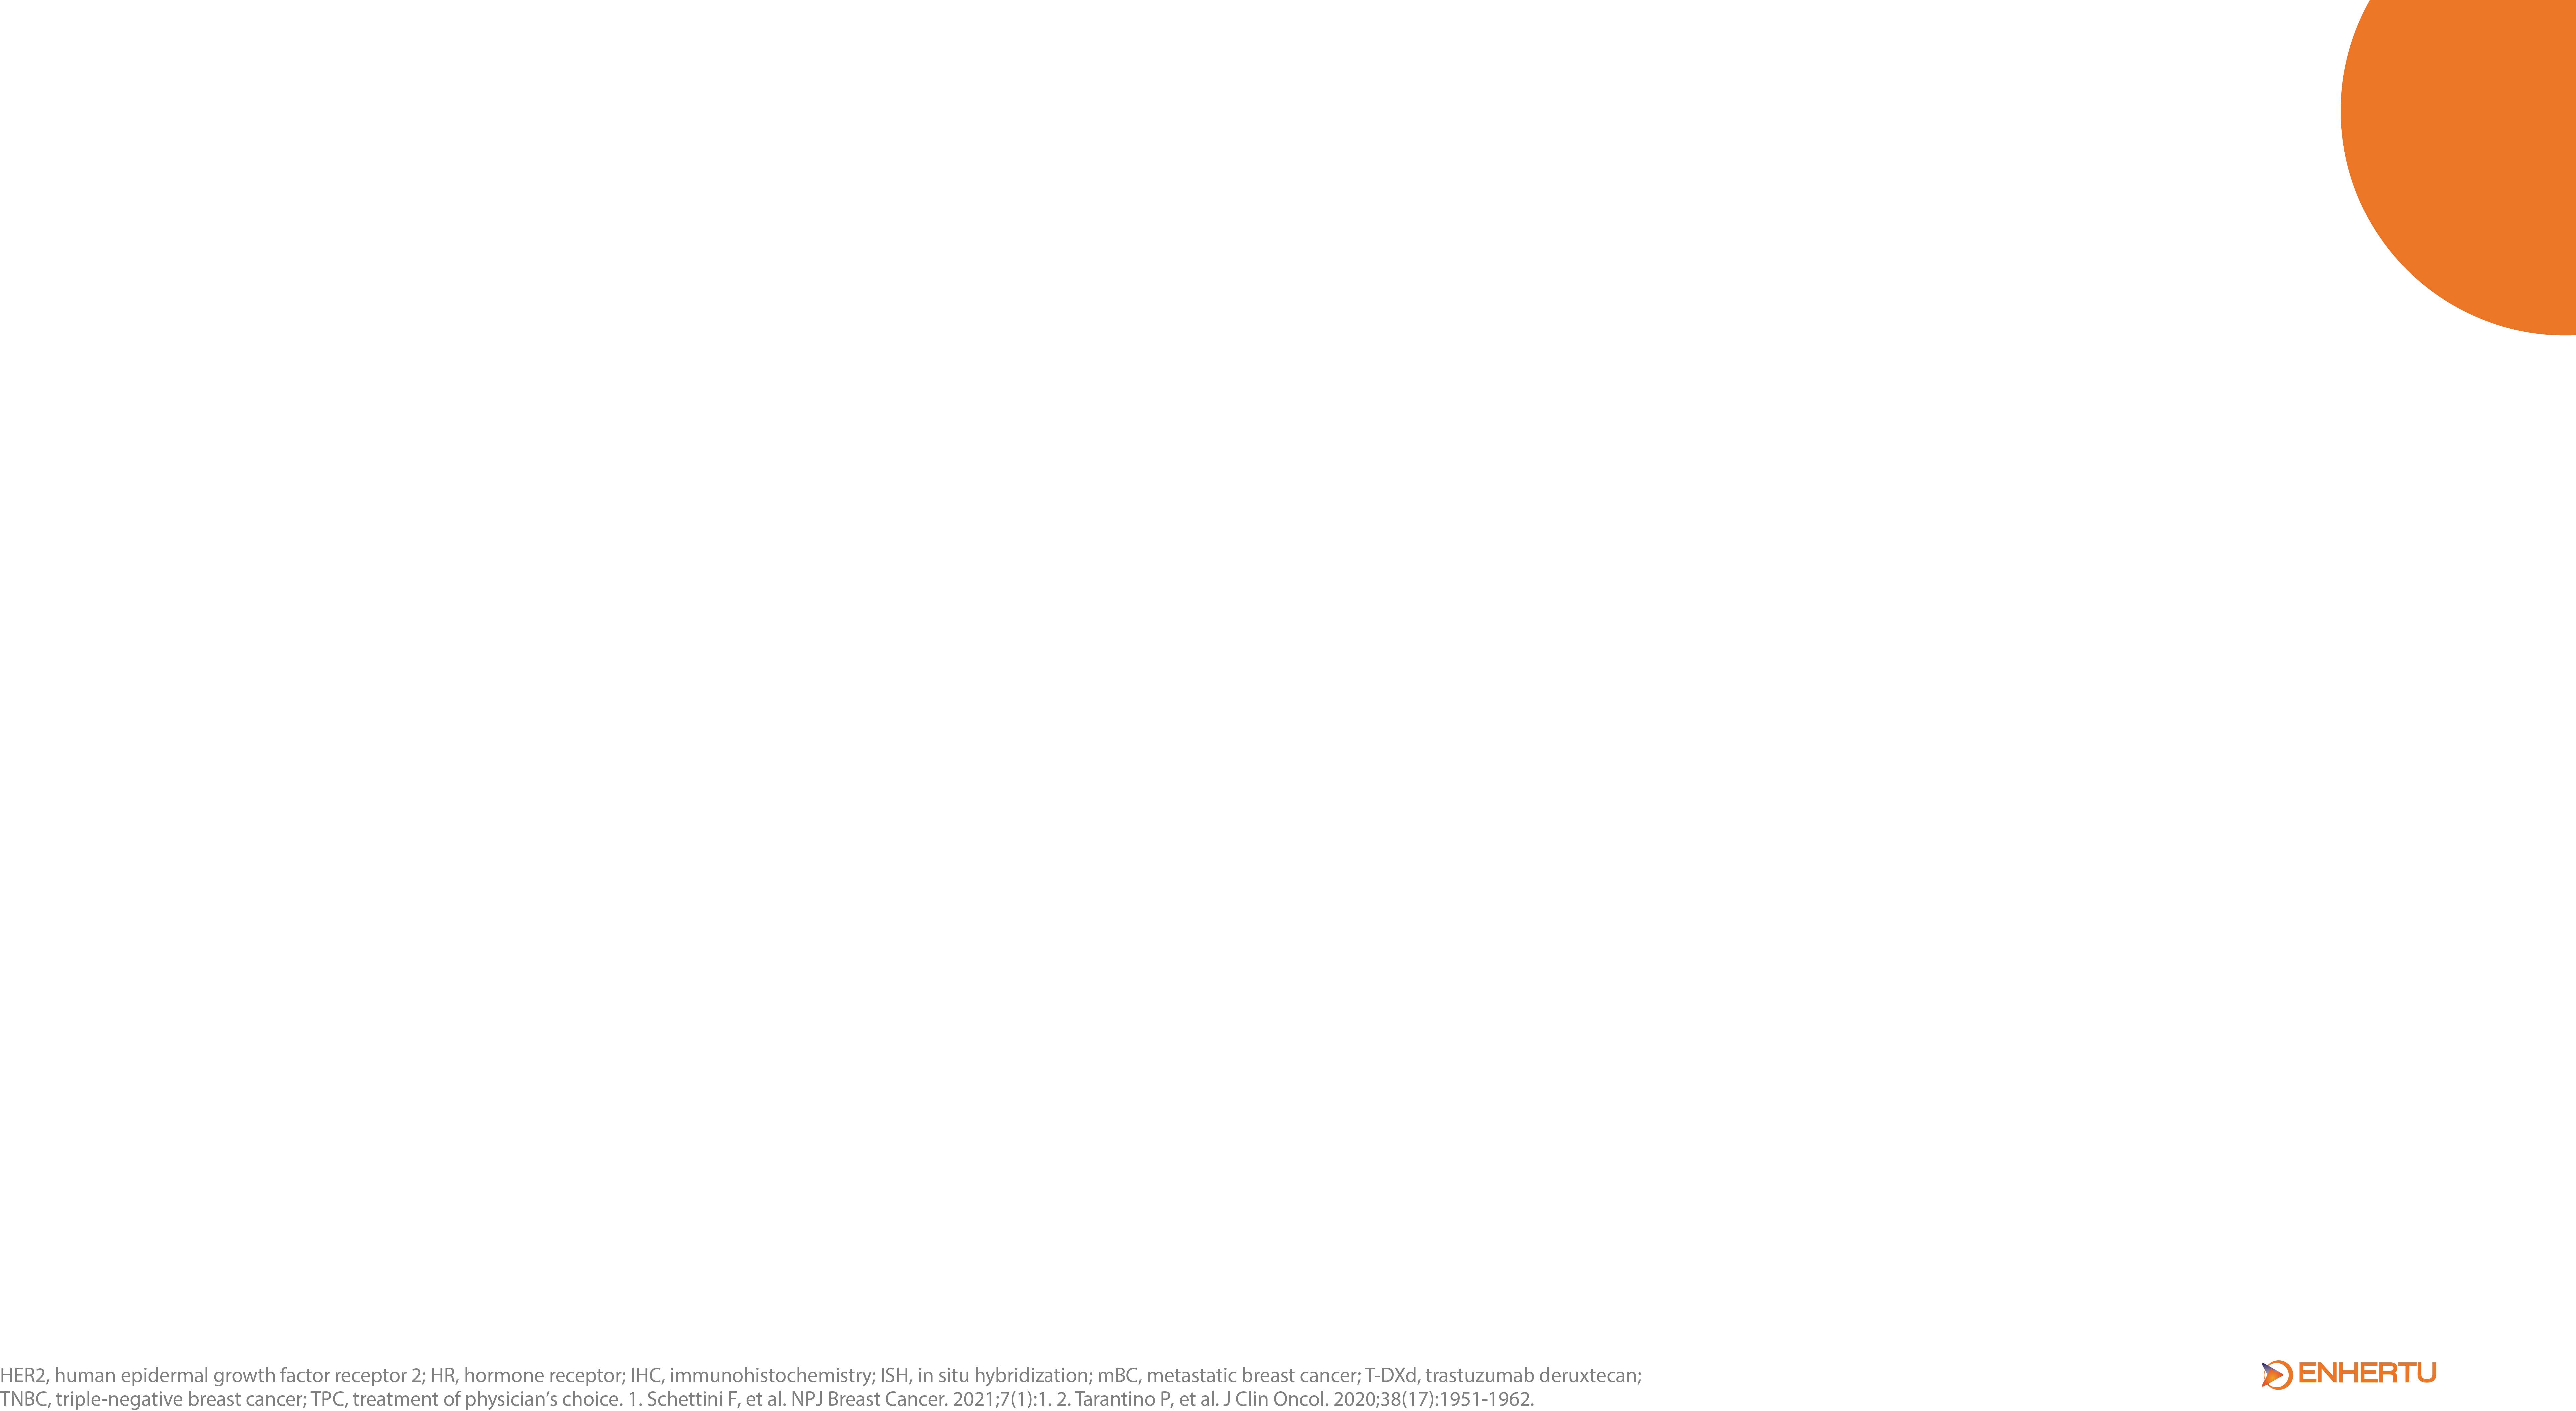 HER2, human epidermal growth factor receptor 2; HR, hormone receptor; IHC, immunohistochemistry; ISH, in situ hybridization; mBC, metastatic breast cancer; T-DXd, trastuzumab deruxtecan;
TNBC, triple-negative breast cancer; TPC, treatment of physician’s choice. 1. Schettini F, et al. NPJ Breast Cancer. 2021;7(1):1. 2. Tarantino P, et al. J Clin Oncol. 2020;38(17):1951-1962.
ENHERTU